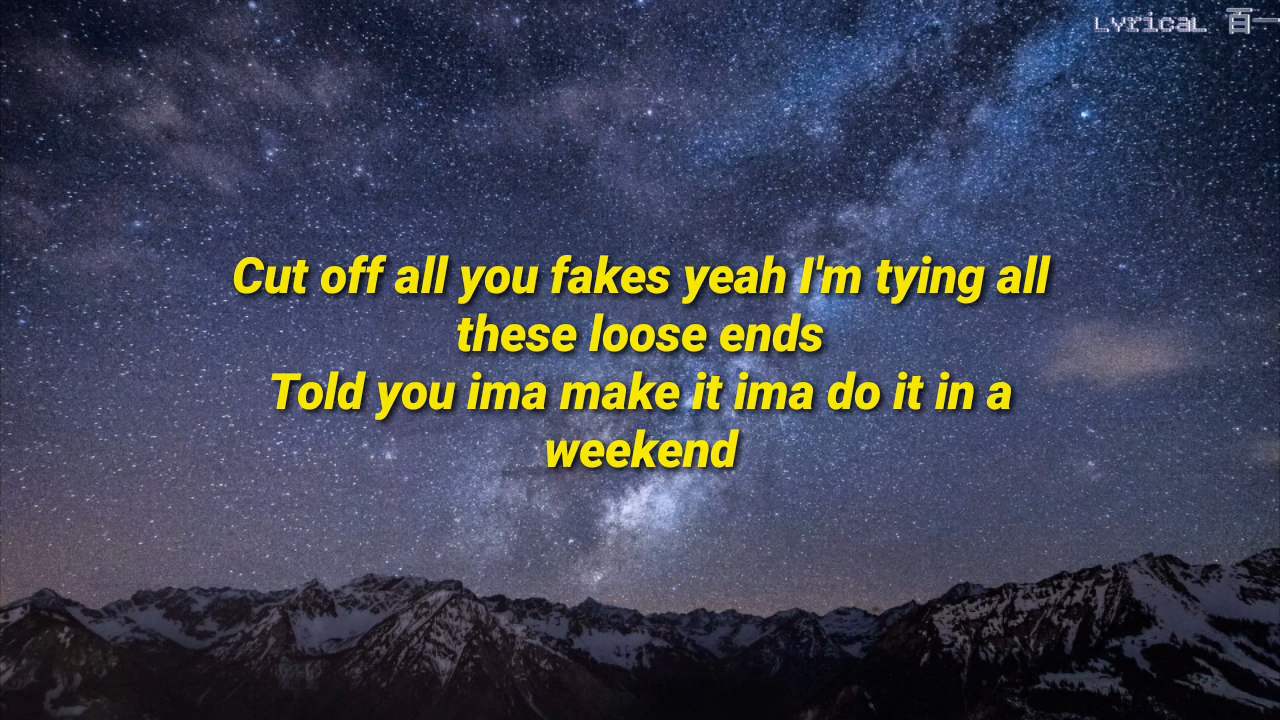 LYRICAL 百一
Cut off all you fakes yeah I'm tying all
these loose ends
Told you ima make it ima do it in a
weekend